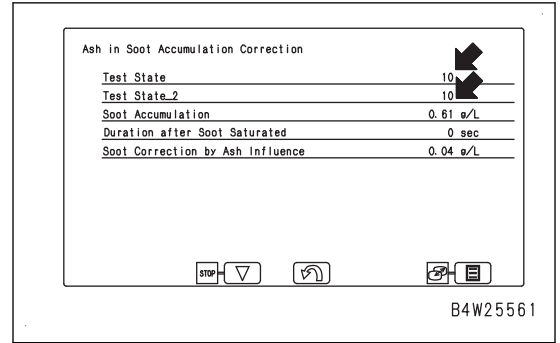 Ash in Soot Accumulation Correction
Test State 10
Test State_2 10
Soot Accumulation 0.61 g/L
Duration after Soot Saturated 0 sec
Soot Correction by Ash Influence 0.04 g/L
STOP
B4W25561